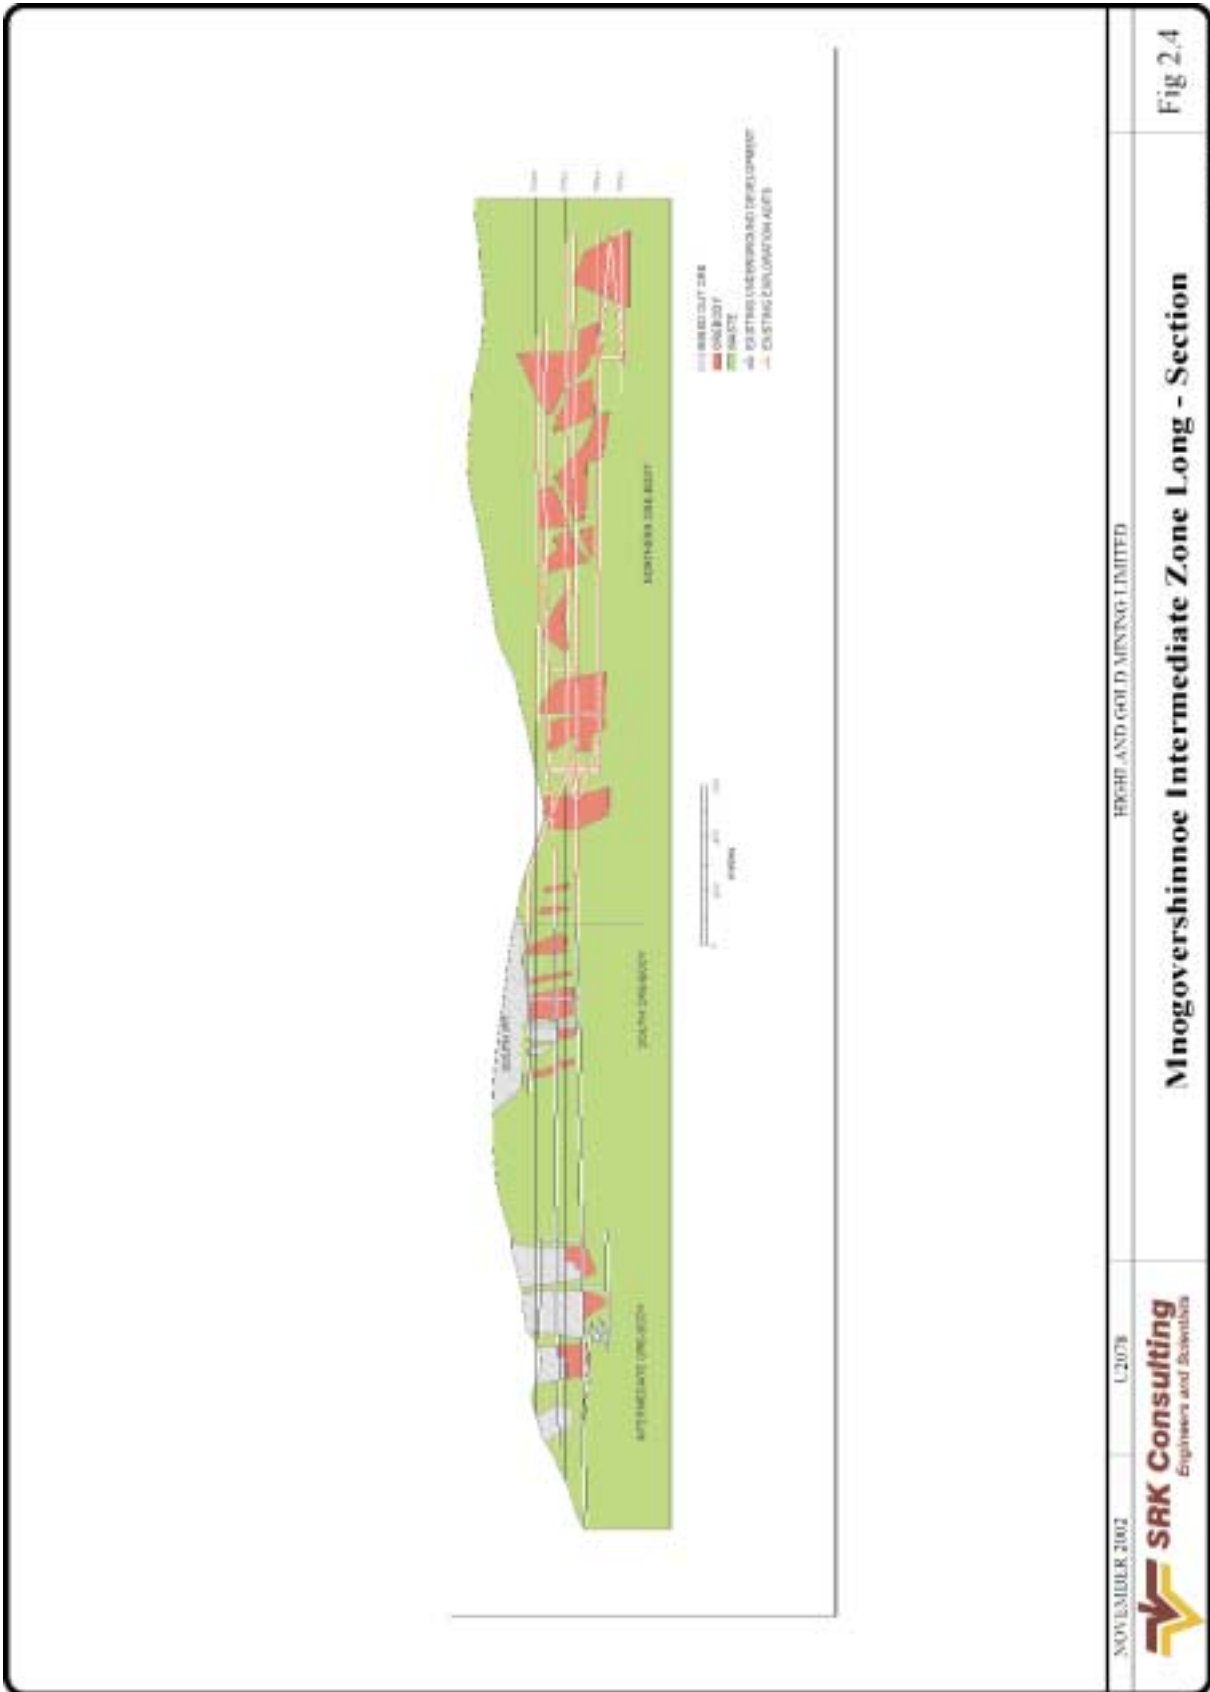 SOUTH PIT
INTERMEDIATE ORE-BODY
SOUTH ORE-BODY
NORTHERN ORE-BODY
0
MINED OUT ORE
OREBODY
WASTE
EXISTING UNDERGROUND DEVELOPMENT
EXISTING EXPLORATION ADITS
NOVEMBER 2002
U2078
HIGHLAND GOLD MINING LIMITED
SRK Consulting
Engineers and Scientists
Mnogovershinnoe Intermediate Zone Long - Section
Fig 2.4